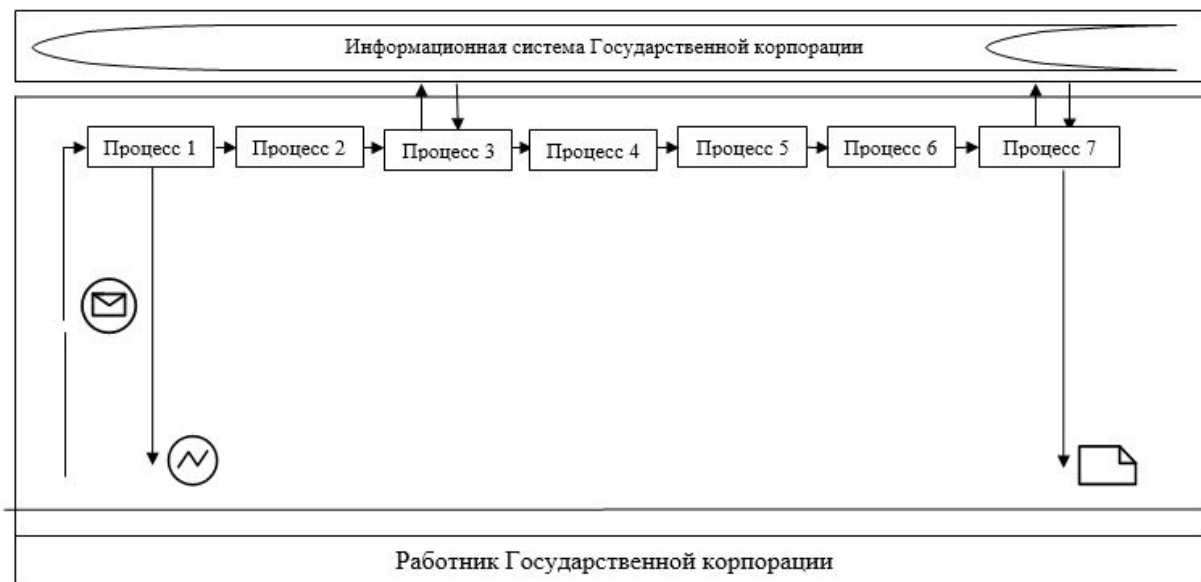 Информационная система Государственной корпорации
Процесс 1
Процесс 2
Процесс 3
Процесс 4
Процесс 5
Процесс 6
Процесс 7
Работник Государственной корпорации